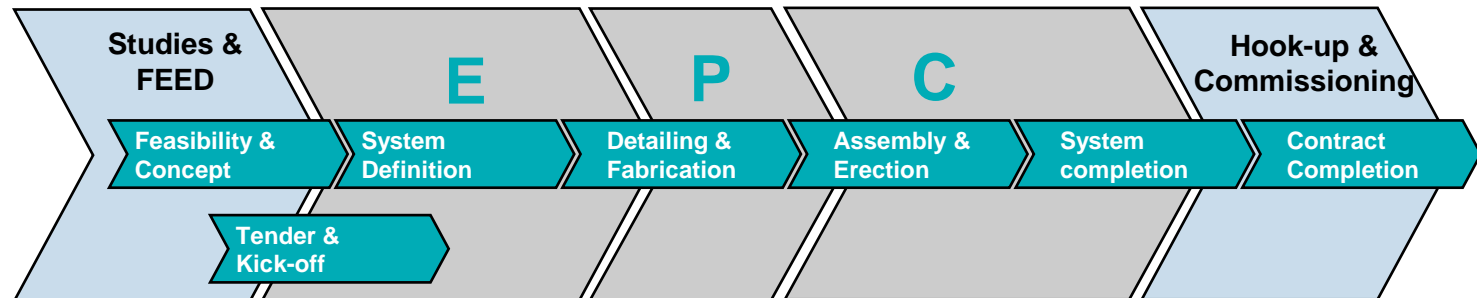 Studies &
FEED
E
P
C
Hook-up &
Commissioning
Feasibility &
Concept
System
Definition
Detailing &
Fabrication
Assembly &
Erection
System
completion
Contract
Completion
Tender &
Kick-off